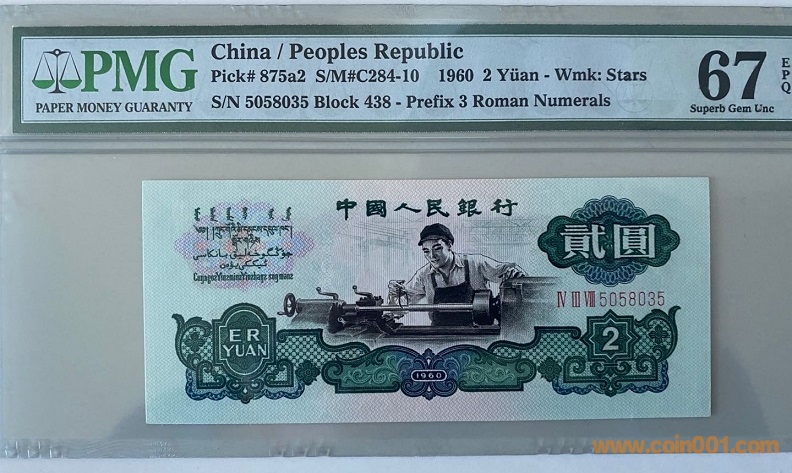 PMG
PAPER MONEY GUARANTY
China / Peoples Republic
Pick# 875a2 S/M#C284-10 1960 2 Yüan - Wmk: Stars
S/N 5058035 Block 438 - Prefix 3 Roman Numerals
67
Superb Gem Unc
E
P
Q
中國人民銀行
貳圓
IV III VIII 5058035
ER
YUAN
1960
2
www.coin001.com